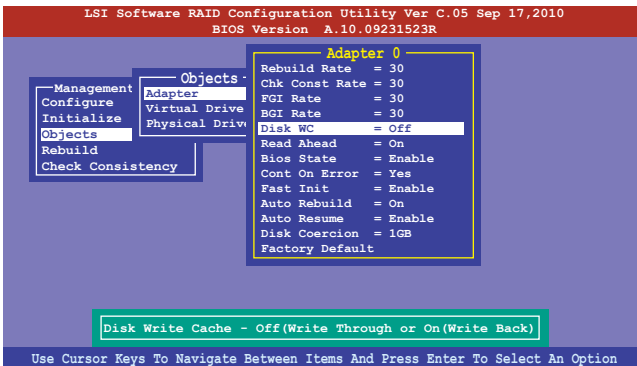 LSI Software RAID Configuration Utility Ver C.05 Sep 17,2010
BIOS Version A.10.09231523R
Management
Configure
Initialize
Objects
Rebuild
Check Consistency
Objects
Adapter
Virtual Drive
Physical Drive
Adapter 0
Rebuild Rate = 30
Chk Const Rate = 30
FGI Rate = 30
BGI Rate = 30
Disk WC = Off
Read Ahead = On
Bios State = Enable
Cont On Error = Yes
Fast Init = Enable
Auto Rebuild = On
Auto Resume = Enable
Disk Coercion = 1GB
Factory Default
Disk Write Cache - Off(Write Through or On(Write Back)
Use Cursor Keys To Navigate Between Items And Press Enter To Select An Option